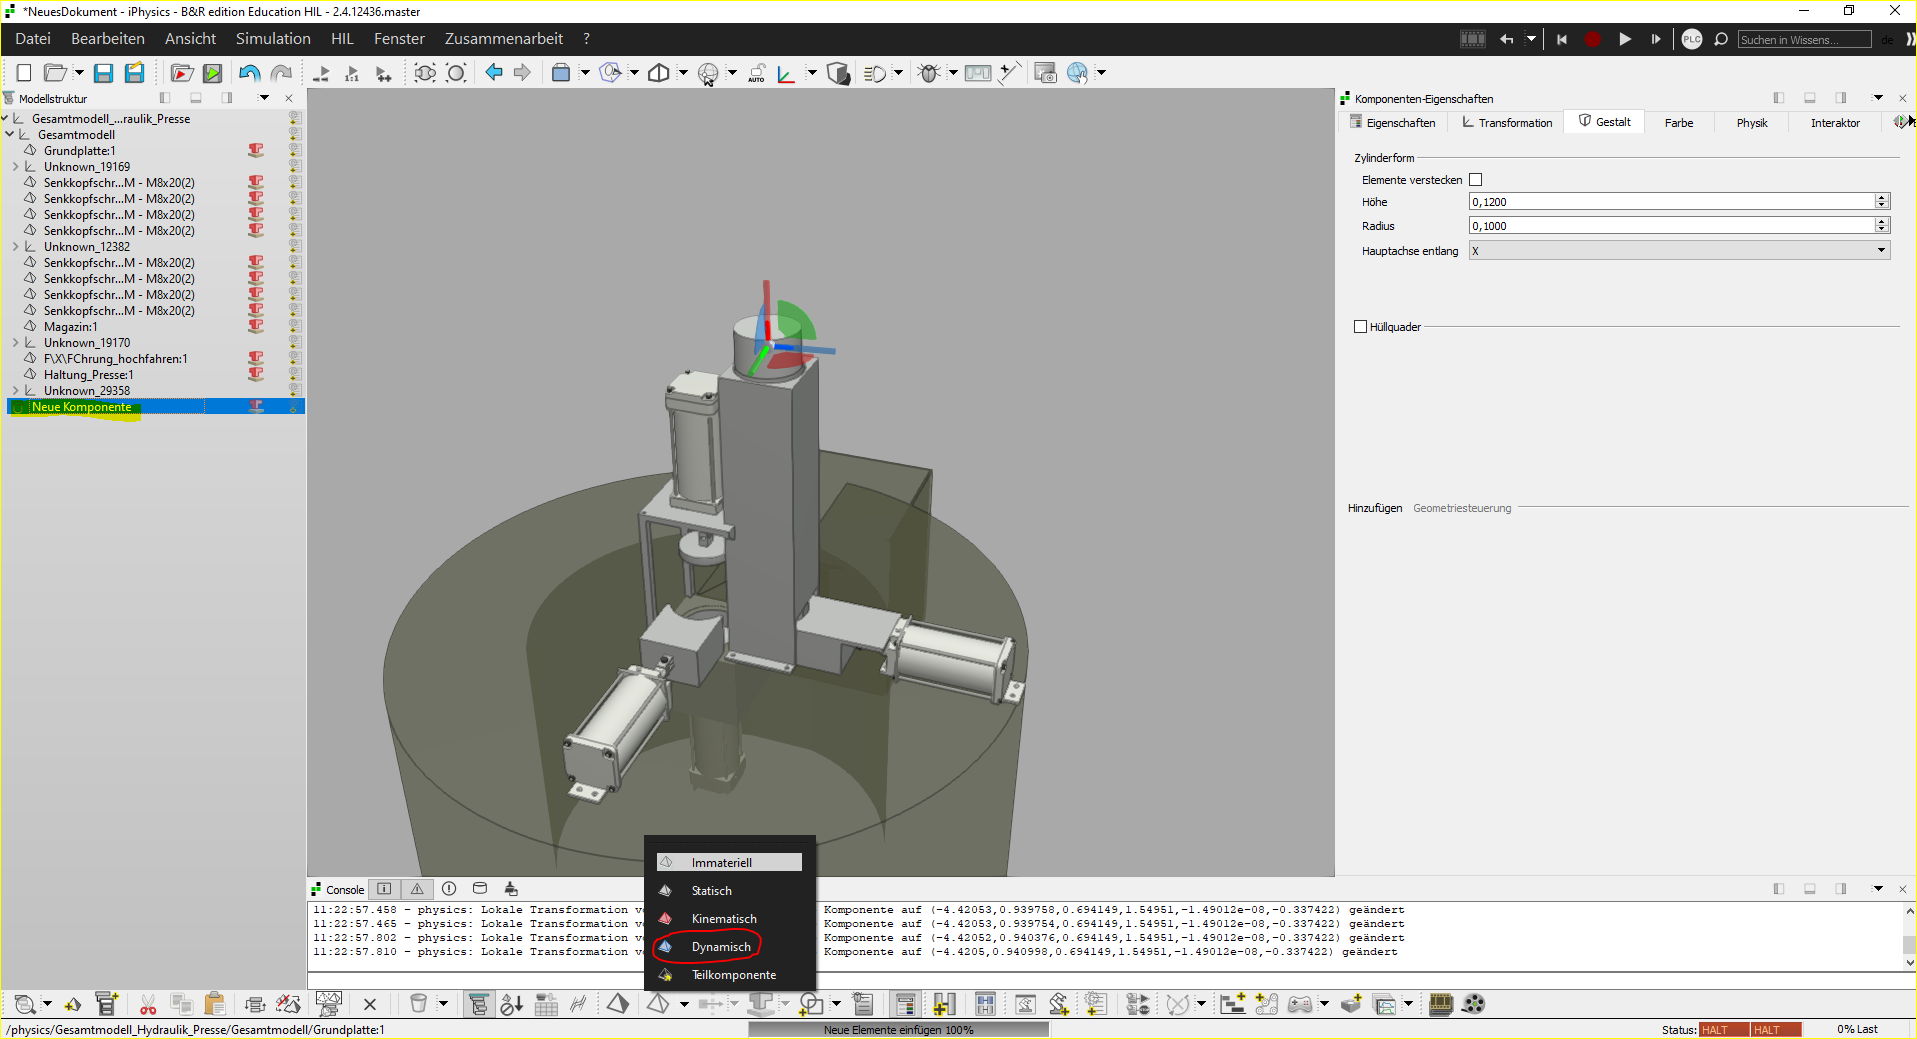 *NeuesDokument - iPhysics - B&R edition Education HIL - 2.4.12436.master
Datei Bearbeiten Ansicht Simulation HIL Fenster Zusammenarbeit ?
PLC Suchen in Wissens... de
1:1 AUTO
Modellstruktur
Gesamtmodell_...raulik_Presse
Gesamtmodell
Grundplatte:1
Unknown_19169
Senkkopfschr...M - M8x20(2)
Senkkopfschr...M - M8x20(2)
Senkkopfschr...M - M8x20(2)
Senkkopfschr...M - M8x20(2)
Unknown_12382
Senkkopfschr...M - M8x20(2)
Senkkopfschr...M - M8x20(2)
Senkkopfschr...M - M8x20(2)
Senkkopfschr...M - M8x20(2)
Magazin:1
Unknown_19170
F\X\FChrung_hochfahren:1
Haltung_Presse:1
Unknown_29358
Neue Komponente
Komponenten-Eigenschaften
Eigenschaften Transformation Gestalt Farbe Physik Interaktor
Zylinderform
Elemente verstecken
Höhe 0,1200
Radius 0,1000
Hauptachse entlang X
Hüllquader
Hinzufügen Geometriesteuerung
Console
11:22:57.458 - physics: Lokale Transformation v Komponente auf (-4.42053,0.939758,0.694149,1.54951,-1.49012e-08,-0.337422) geändert
11:22:57.465 - physics: Lokale Transformation v Komponente auf (-4.42053,0.939754,0.694149,1.54951,-1.49012e-08,-0.337422) geändert
11:22:57.802 - physics: Lokale Transformation v Komponente auf (-4.42052,0.940376,0.694149,1.54951,-1.49012e-08,-0.337422) geändert
11:22:57.810 - physics: Lokale Transformation v Komponente auf (-4.4205,0.940998,0.694149,1.54951,-1.49012e-08,-0.337422) geändert
Immateriell
Statisch
Kinematisch
Dynamisch
Teilkomponente
/physics/Gesamtmodell_Hydraulik_Presse/Gesamtmodell/Grundplatte:1
Neue Elemente einfügen 100%
Status: HALT HALT 0% Last